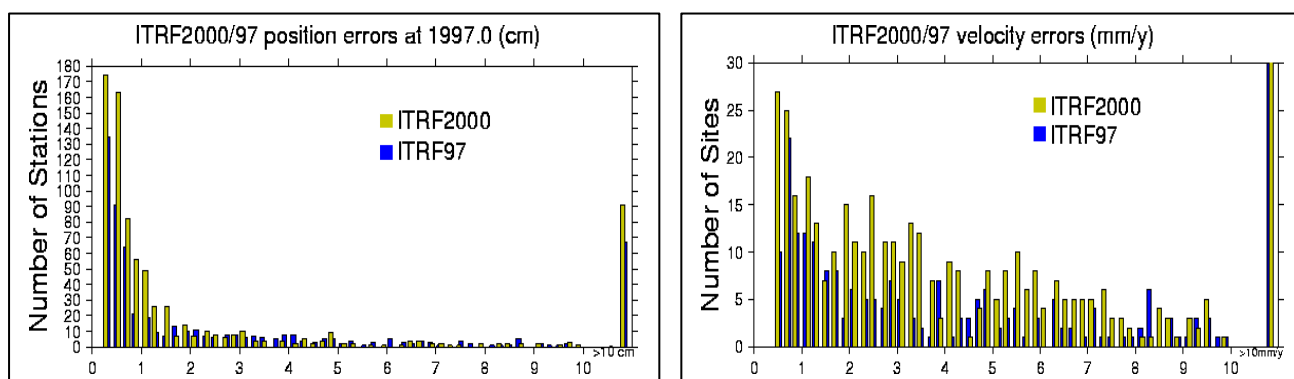 ITRF2000/97 position errors at 1997.0 (cm)
Number of Stations
180
170
160
150
140
130
120
110
100
90
80
70
60
50
40
30
20
10
0
ITRF2000
ITRF97
0 1 2 3 4 5 6 7 8 9 10 >10 cm
ITRF2000/97 velocity errors (mm/y)
Number of Sites
30
25
20
15
10
5
0
ITRF2000
ITRF97
0 1 2 3 4 5 6 7 8 9 10 >10mm/y